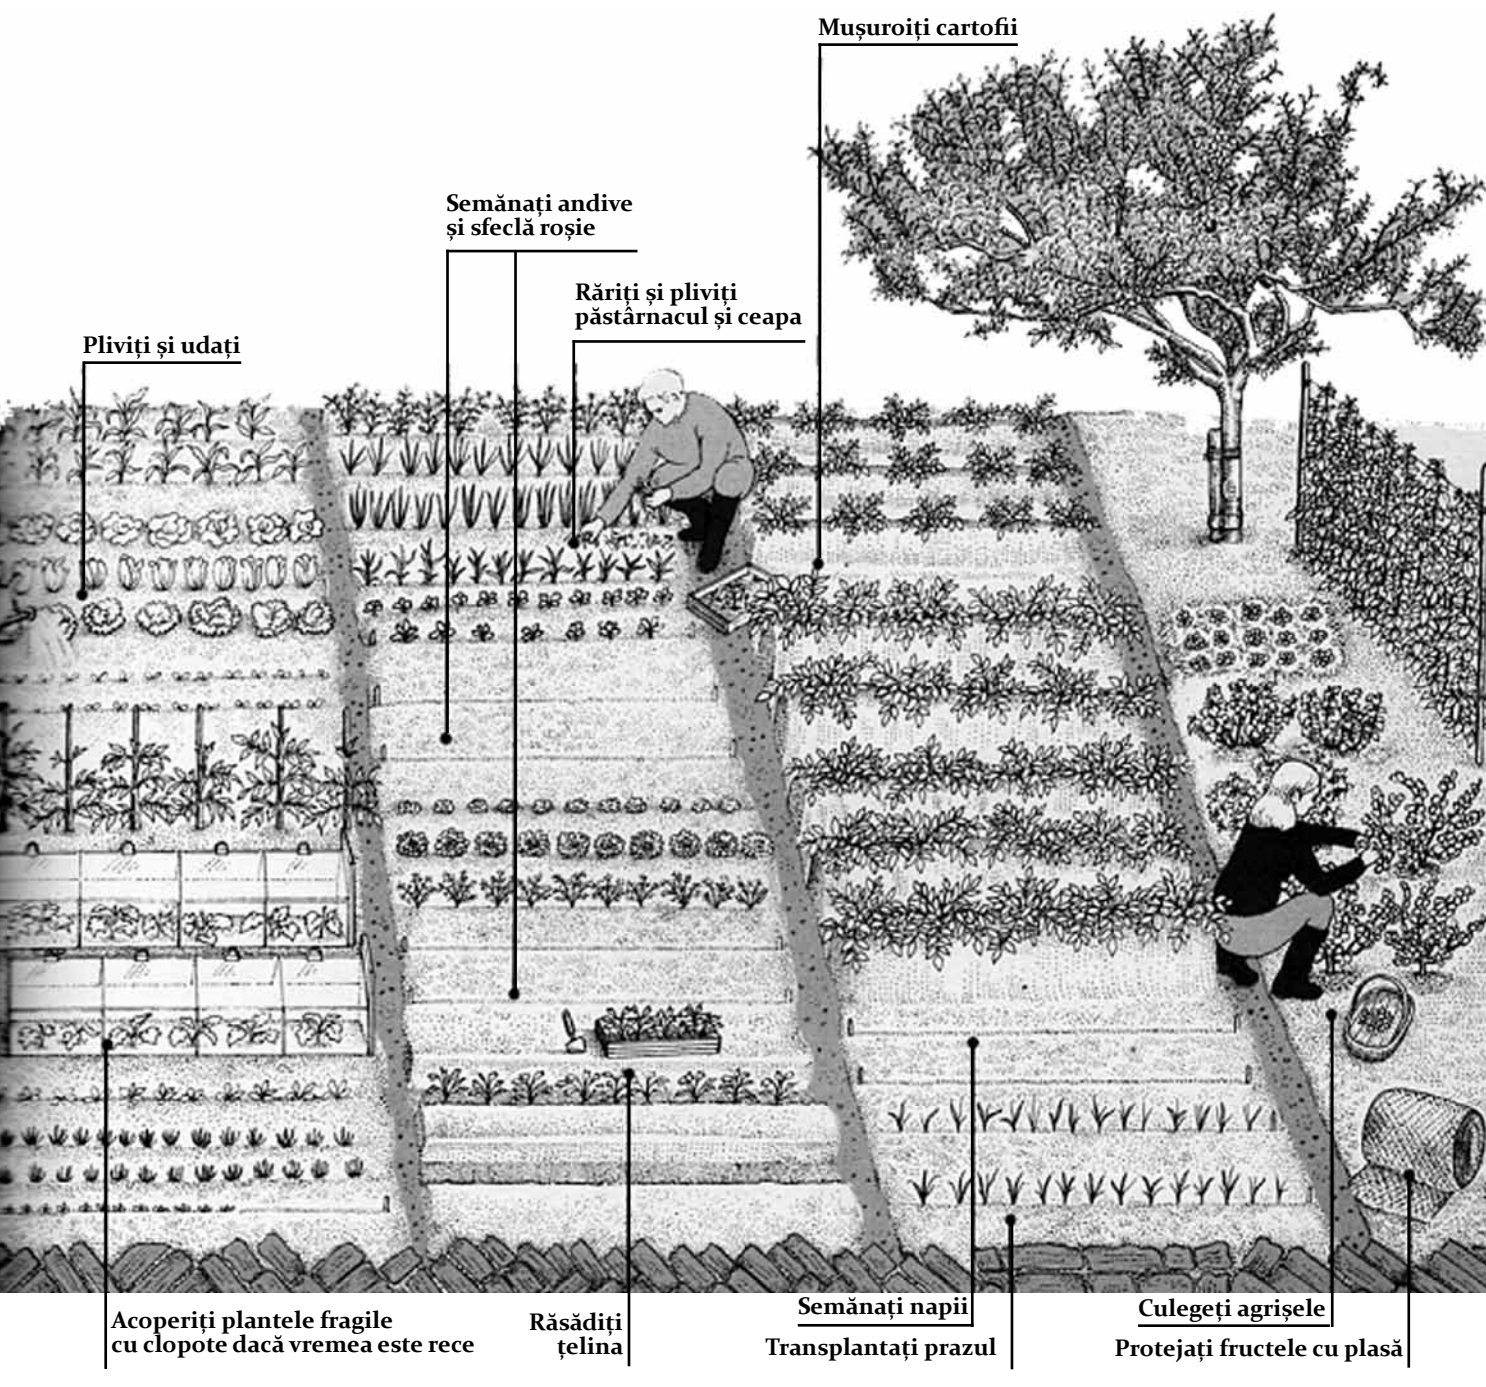 Mușuroiți cartofii
Semănați andive
și sfeclă roșie
Răriți și pliviți
păstârnacul și ceapa
Pliviți și udați
Acoperiți plantele fragile
cu clopote dacă vremea este rece
Răsădiți
țelina
Semănați napii
Transplantați prazul
Culegeți agrișele
Protejați fructele cu plasă